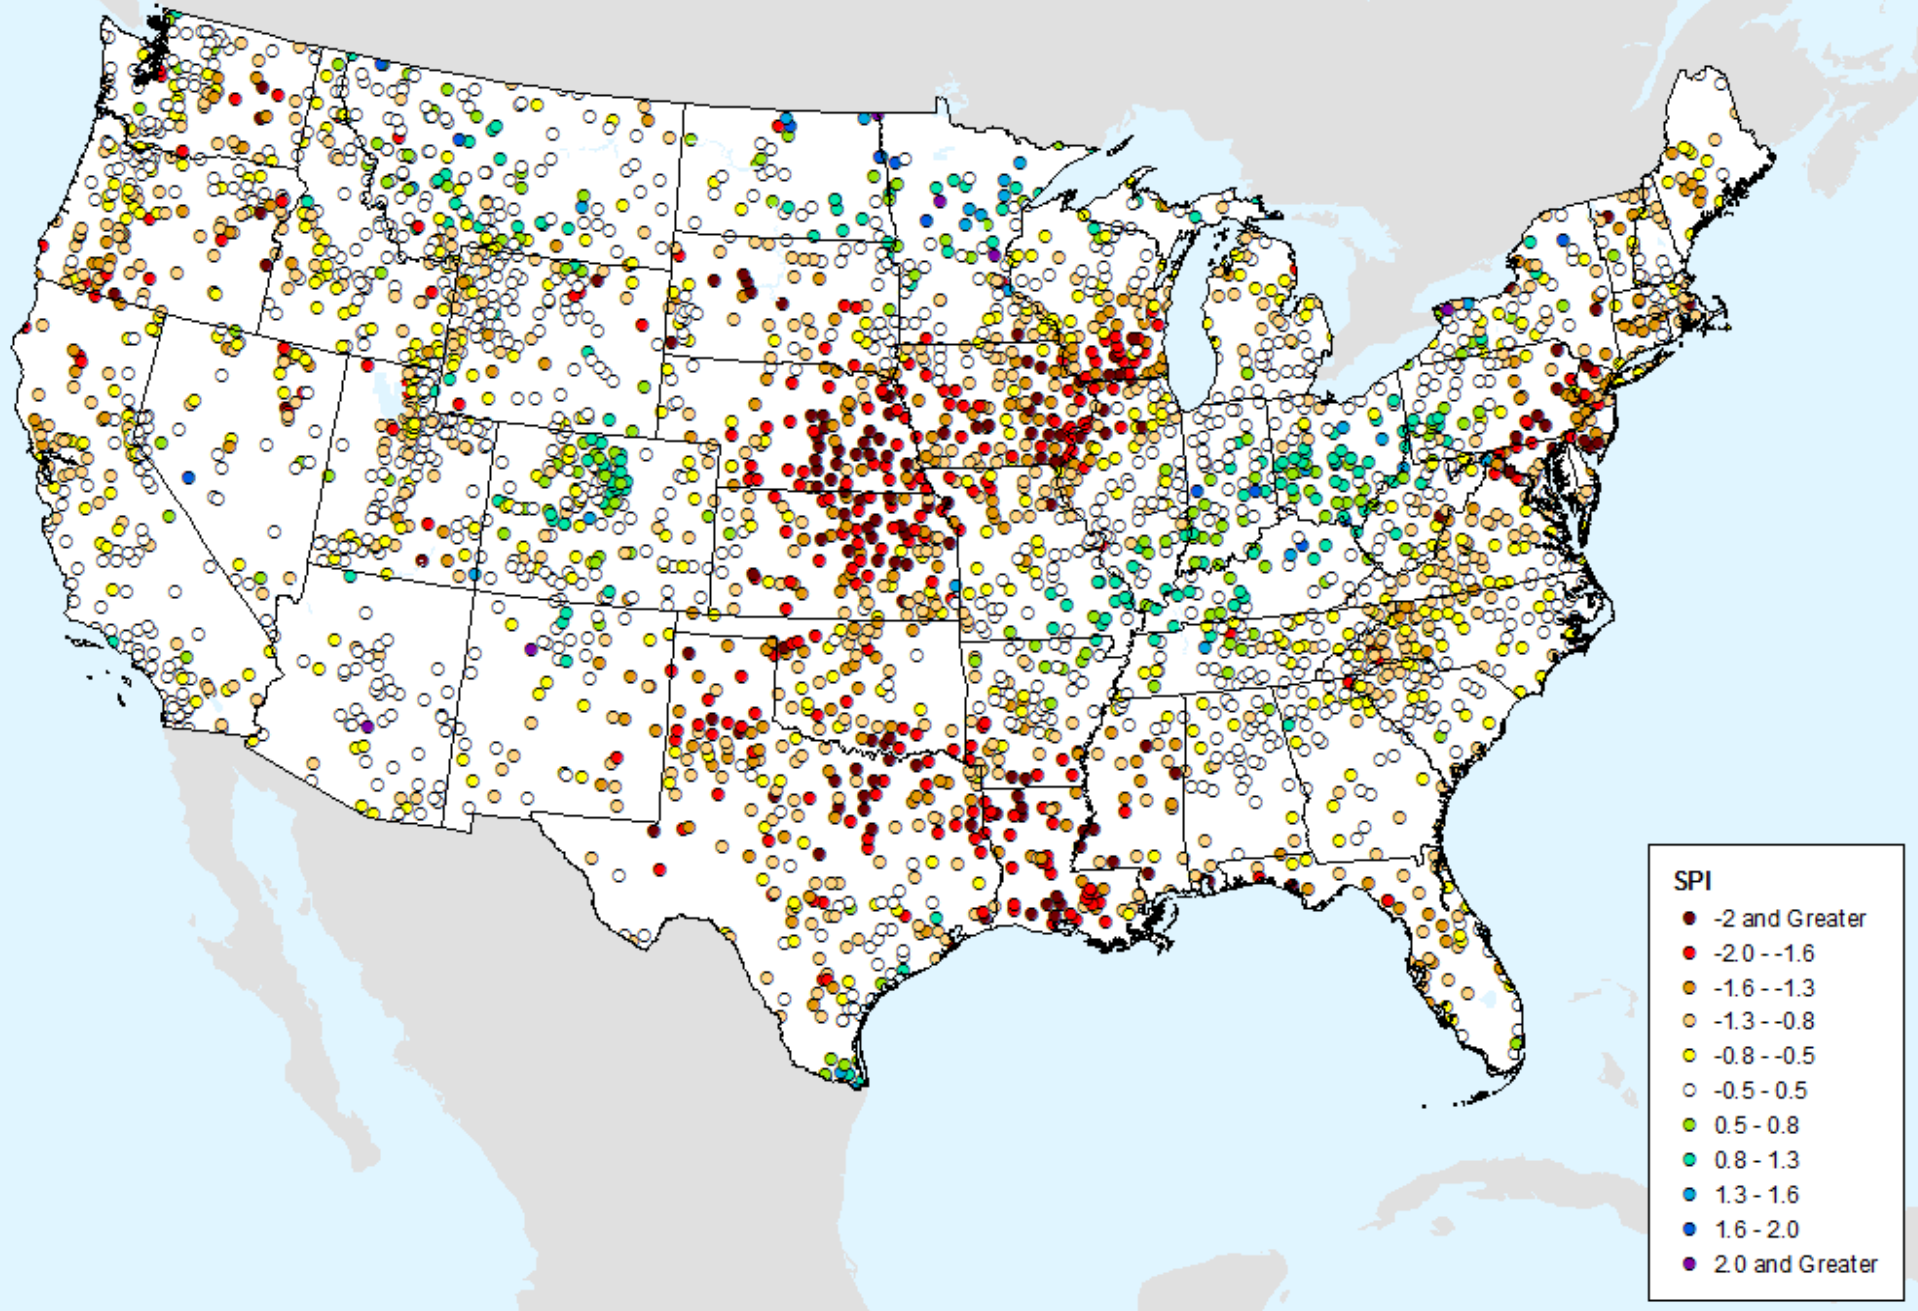 SPI
-2 and Greater
-2.0 - -1.6
-1.6 - -1.3
-1.3 - -0.8
-0.8 - -0.5
-0.5 - 0.5
0.5 - 0.8
0.8 - 1.3
1.3 - 1.6
1.6 - 2.0
2.0 and Greater